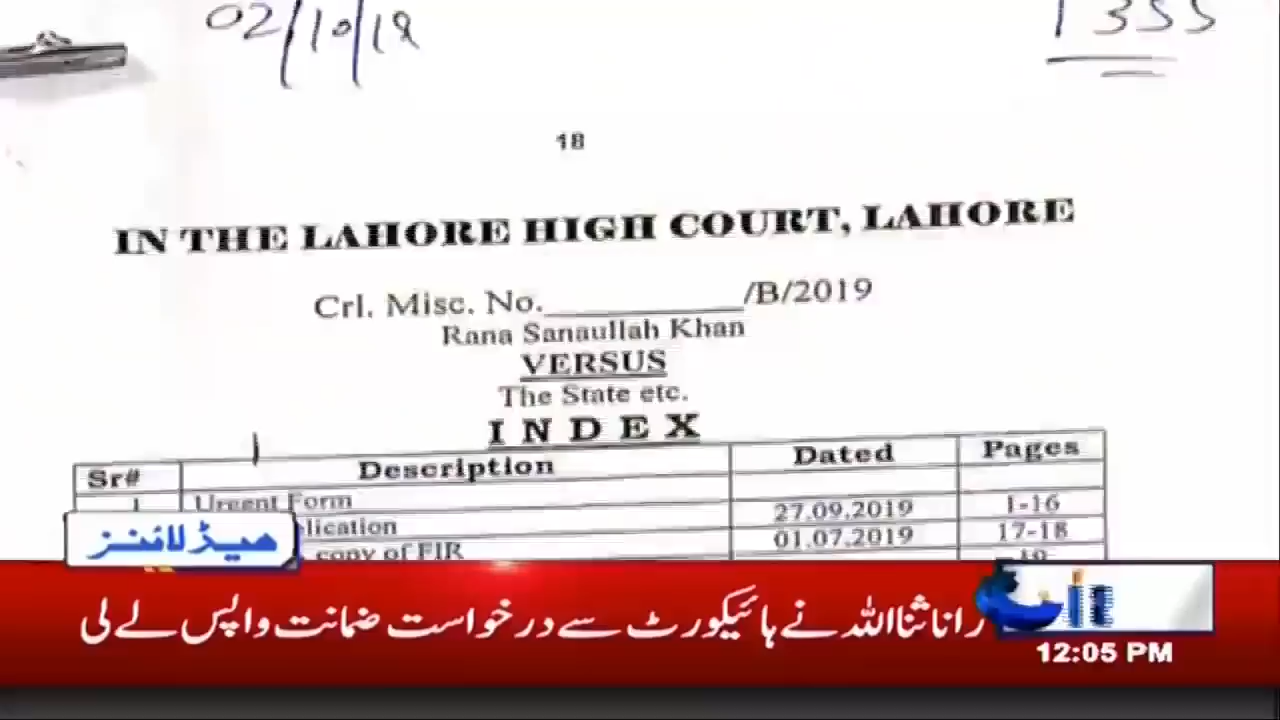 02/10/19
1355
18
IN THE LAHORE HIGH COURT, LAHORE
Crl. Misc. No.__________/B/2019
Rana Sanaullah Khan
VERSUS
The State etc.
INDEX
Sr# Description Dated Pages
1 Urgent Form 27.09.2019 1-16
lication 01.07.2019 17-18
copy of FIR 19
ہیڈلائنز
رانا ثنااللہ نے ہائیکورٹ سے درخواست ضمانت واپس لے لی
12:05 PM